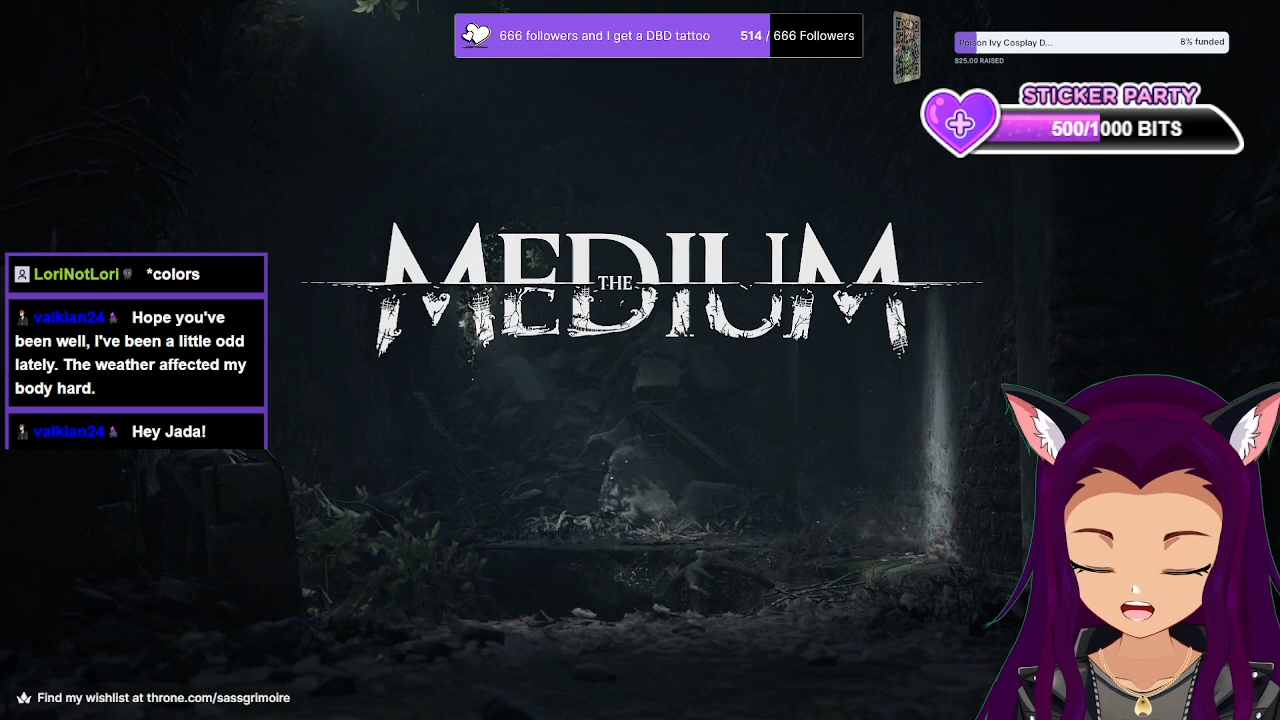 666 followers and I get a DBD tattoo 514 / 666 Followers
Poison Ivy Cosplay D... 8% funded
$25.00 RAISED
STICKER PARTY
500/1000 BITS
THE MEDIUM
LoriNotLori *colors
valkian24 Hope you've
been well, I've been a little odd
lately. The weather affected my
body hard.
valkian24 Hey Jada!
Find my wishlist at throne.com/sassgrimoire